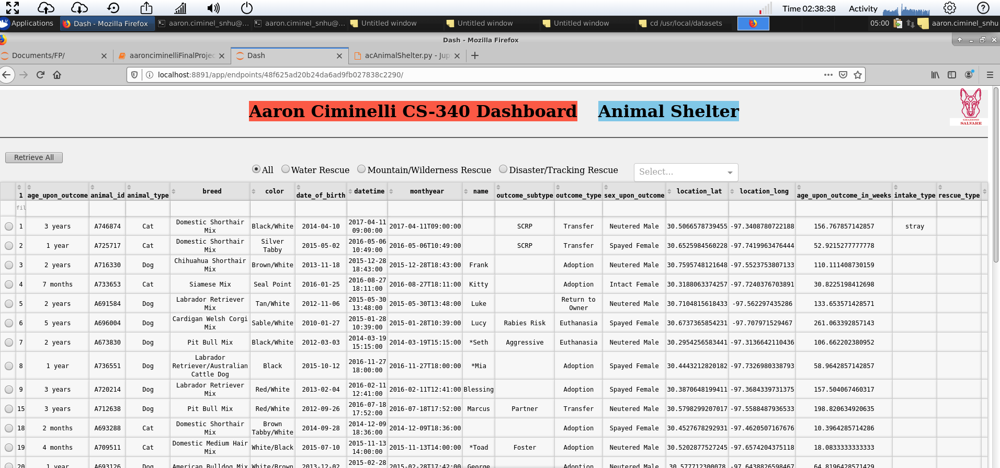 Time 02:38:38 Activity
Applications Dash - Mozilla Firefox aaron.ciminel_snhu@... aaron.ciminel_snhu@... Untitled window Untitled window Untitled window cd /usr/local/datasets 05:00 aaron.ciminel_snhu
Dash - Mozilla Firefox
Documents/FP/ aaronciminelliFinalProjec Dash acAnimalShelter.py - Jup
localhost:8891/app/endpoints/48f625ad20b24da6ad9fb027838c2290/
Aaron Ciminelli CS-340 Dashboard Animal Shelter
GRAZIOSO
SALVARE
Retrieve All
All Water Rescue Mountain/Wilderness Rescue Disaster/Tracking Rescue Select...
1 age_upon_outcome animal_id animal_type breed color date_of_birth datetime monthyear name outcome_subtype outcome_type sex_upon_outcome location_lat location_long age_upon_outcome_in_weeks intake_type rescue_type
fil
1 3 years A746874 Cat Domestic Shorthair Mix Black/White 2014-04-10 2017-04-11 09:00:00 2017-04-11T09:00:00 SCRP Transfer Neutered Male 30.5066578739455 -97.3408780722188 156.767857142857 stray
2 1 year A725717 Cat Domestic Shorthair Mix Silver Tabby 2015-05-02 2016-05-06 10:49:00 2016-05-06T10:49:00 SCRP Transfer Spayed Female 30.6525984560228 -97.7419963476444 52.9215277777778
3 2 years A716330 Dog Chihuahua Shorthair Mix Brown/White 2013-11-18 2015-12-28 18:43:00 2015-12-28T18:43:00 Frank Adoption Neutered Male 30.7595748121648 -97.5523753807133 110.111408730159
4 7 months A733653 Cat Siamese Mix Seal Point 2016-01-25 2016-08-27 18:11:00 2016-08-27T18:11:00 Kitty Adoption Intact Female 30.3188063374257 -97.7240376703891 30.8225198412698
5 2 years A691584 Dog Labrador Retriever Mix Tan/White 2012-11-06 2015-05-30 13:48:00 2015-05-30T13:48:00 Luke Return to Owner Neutered Male 30.7104815618433 -97.562297435286 133.653571428571
6 5 years A696004 Dog Cardigan Welsh Corgi Mix Sable/White 2010-01-27 2015-01-28 10:39:00 2015-01-28T10:39:00 Lucy Rabies Risk Euthanasia Spayed Female 30.6737365854231 -97.707971529467 261.063392857143
7 2 years A673830 Dog Pit Bull Mix Black/White 2012-03-03 2014-03-19 15:15:00 2014-03-19T15:15:00 *Seth Aggressive Euthanasia Neutered Male 30.2954256583441 -97.3136642110436 106.662202380952
8 1 year A736551 Dog Labrador Retriever/Australian Cattle Dog Black 2015-10-12 2016-11-27 18:00:00 2016-11-27T18:00:00 *Mia Adoption Spayed Female 30.4443212820182 -97.7326980338793 58.9642857142857
9 3 years A720214 Dog Labrador Retriever Mix Red/White 2013-02-04 2016-02-11 12:41:00 2016-02-11T12:41:00 Blessing Adoption Spayed Female 30.3870648199411 -97.3684339731375 157.504067460317
15 3 years A712638 Dog Pit Bull Mix Red/White 2012-09-26 2016-07-18 17:52:00 2016-07-18T17:52:00 Marcus Partner Transfer Neutered Male 30.5798299207017 -97.5588487936533 198.820634920635
18 2 months A693288 Cat Domestic Shorthair Mix Brown Tabby/White 2014-09-28 2014-12-09 18:36:00 2014-12-09T18:36:00 Adoption Spayed Female 30.4527678292931 -97.4620507167676 10.3964285714286
19 4 months A709511 Cat Domestic Medium Hair Mix White/Black 2015-07-10 2015-11-13 14:00:00 2015-11-13T14:00:00 *Toad Foster Adoption Neutered Male 30.5202877527245 -97.6574204375118 18.0833333333333
20 1 year A693126 Dog American Bulldog Mix White/Brown 2013-12-02 2015-02-28 2015-02-28T17:42:00 George Adoption Neutered Male 30.577712300078 -97.6438826598467 64.8196428571429